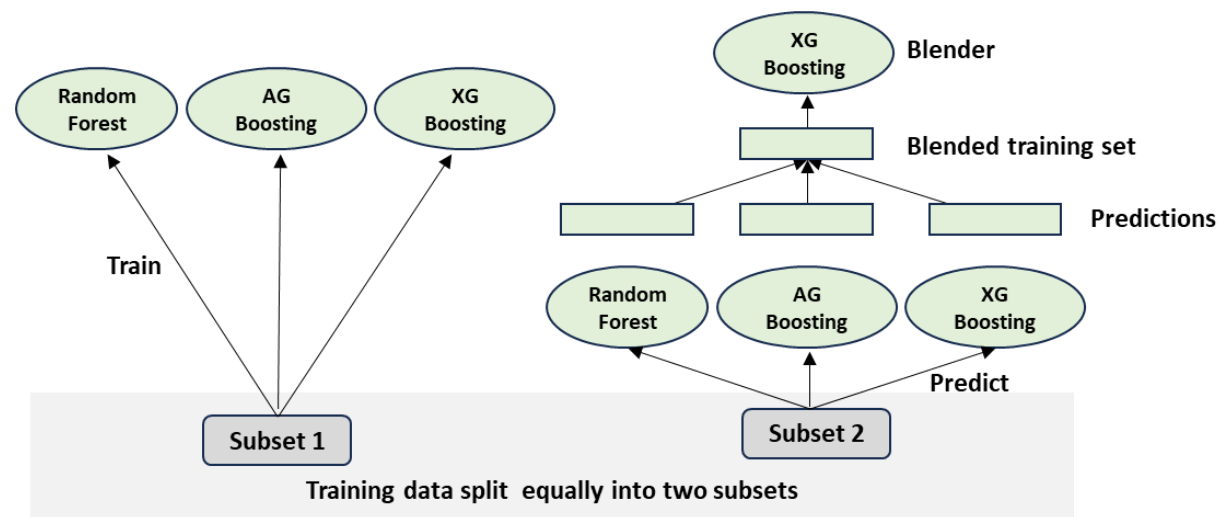 Random
Forest
AG
Boosting
XG
Boosting
Train
Subset 1
XG
Boosting
Blender
Blended training set
Predictions
Random
Forest
AG
Boosting
XG
Boosting
Predict
Subset 2
Training data split equally into two subsets